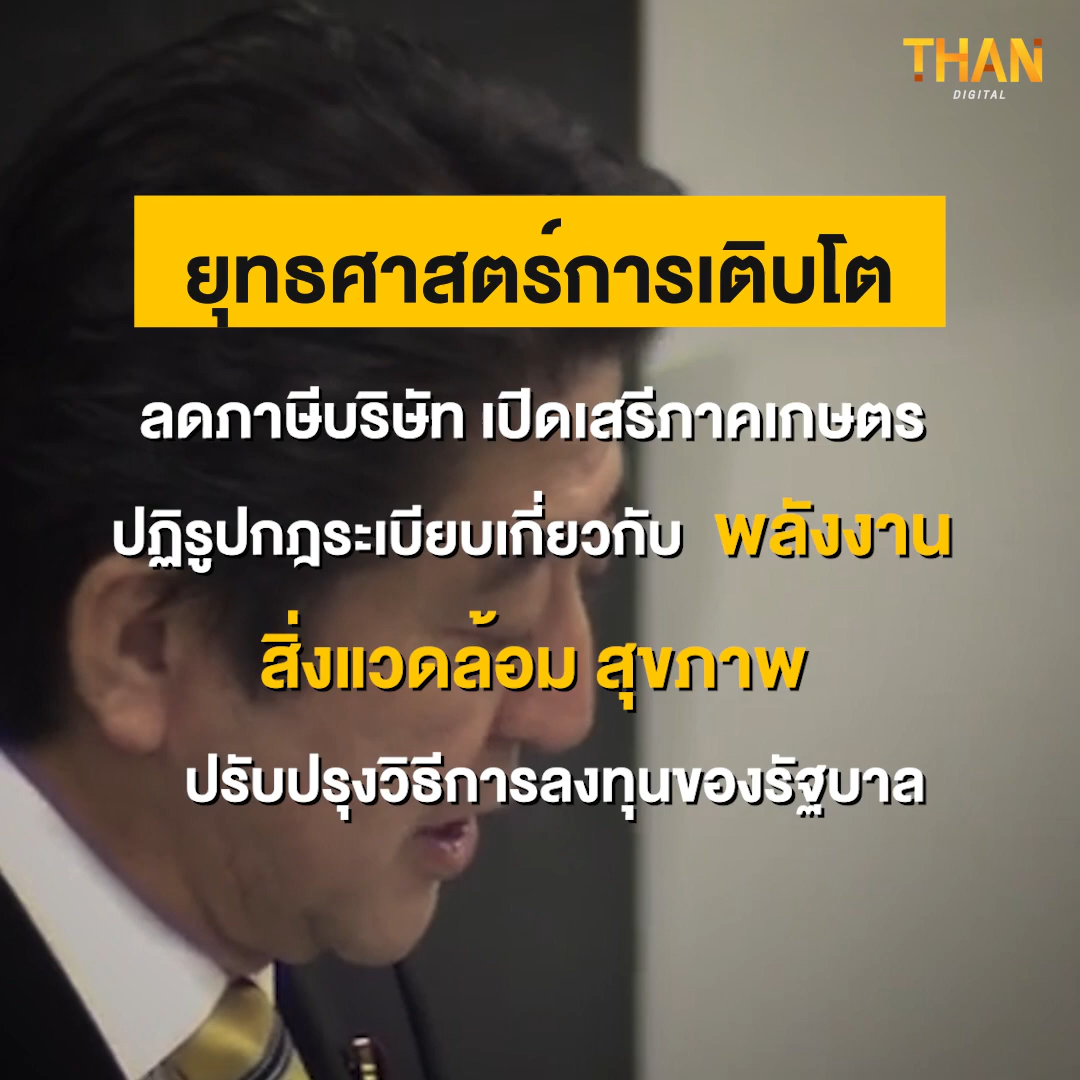 THAN
DIGITAL
ยุทธศาสตร์การเติบโต
ลดภาษีบริษัท เปิดเสรีภาคเกษตร
ปฏิรูปกฎระเบียบเกี่ยวกับ พลังงาน
สิ่งแวดล้อม สุขภาพ
ปรับปรุงวิธีการลงทุนของรัฐบาล